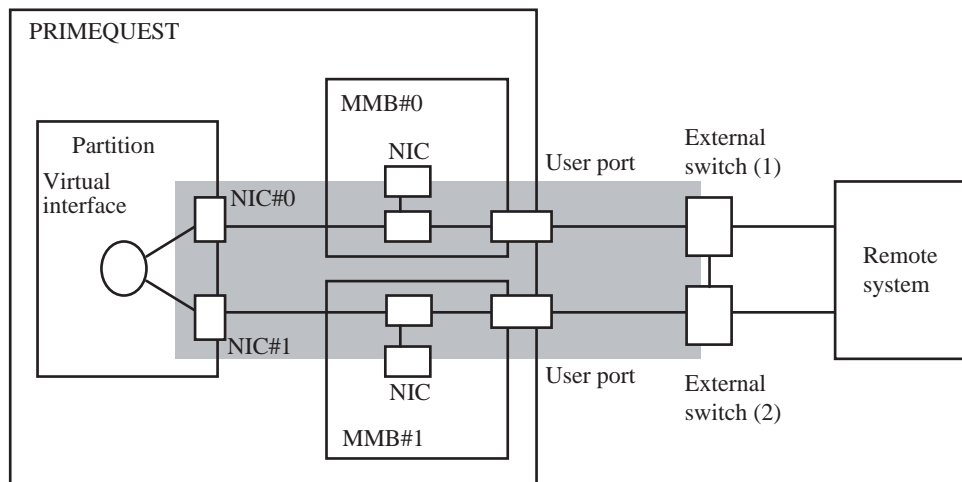 PRIMEQUEST
MMB#0
Partition
NIC
User port
External
switch (1)
Virtual
interface
NIC#0
Remote
system
NIC#1
NIC
User port
External
switch (2)
MMB#1